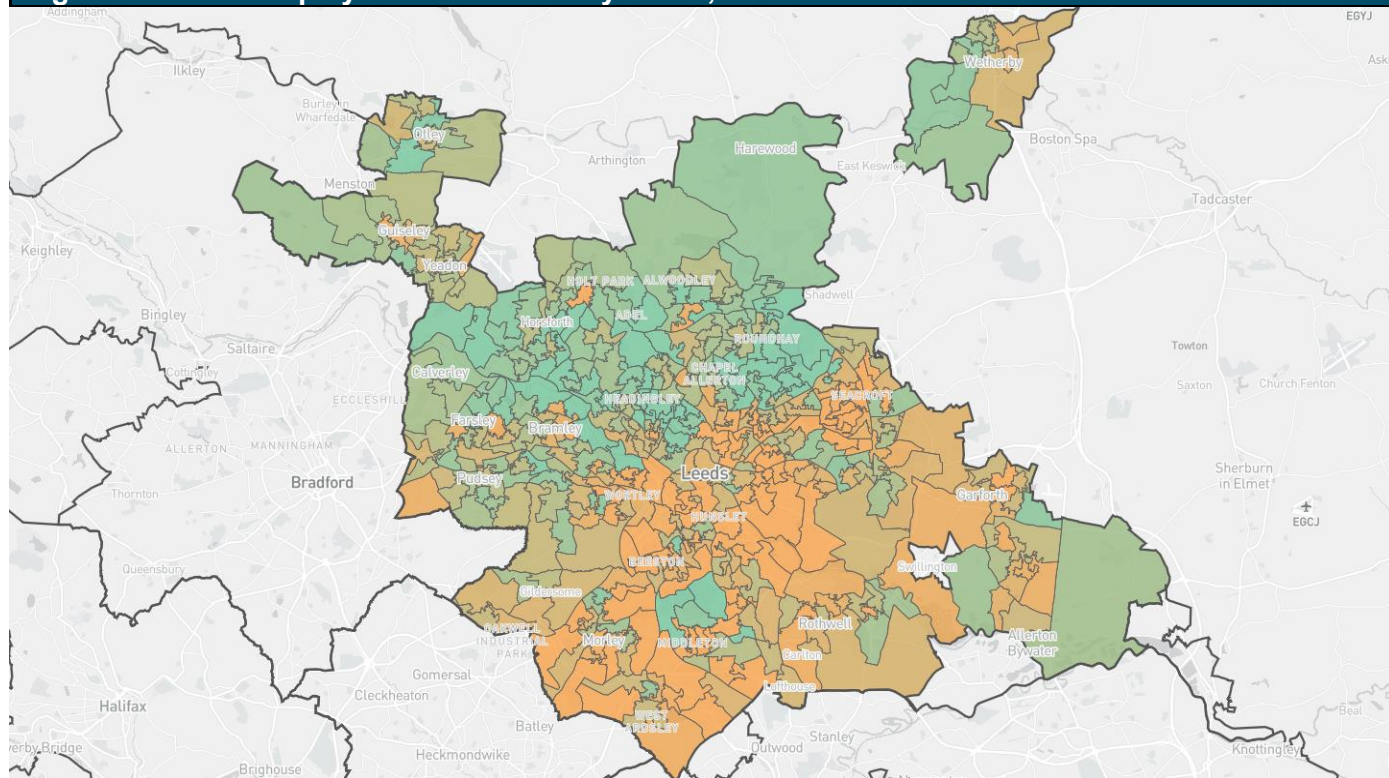 Addingham
EGYJ
Ilkley
Wetherby
Burley in
Wharfedale
Otley
Boston Spa
Harewood
Arthington
East Keswick
Menston
Tadcaster
Guiseley
Keighley
Yeadon
HOLT PARK
ALWOODLEY
Shadwell
Bingley
ADEL
Horsforth
ROUNDHAY
Saltaire
Towton
Cottingley
Calverley
CHAPEL
ALLERTON
Saxton
Church Fenton
ECCLESHILL
HEADINGLEY
SEACROFT
Farsley
Bramley
ALLERTON
MANNINGHAM
Leeds
Sherburn
in Elmet
Bradford
Pudsey
Thornton
WORTLEY
Garforth
HUNSLET
EGCJ
BEESTON
Queensbury
Swillington
Gildersome
Rothwell
OAKWELL
INDUSTRIAL
PARK
Morley
MIDDLETON
Allerton
Bywater
Carlton
Gomersal
Lofthouse
Cleckheaton
Halifax
WEST
ARDSLEY
Batley
Stanley
Outwood
Beal
Heckmondwike
Knottingley
Brighouse